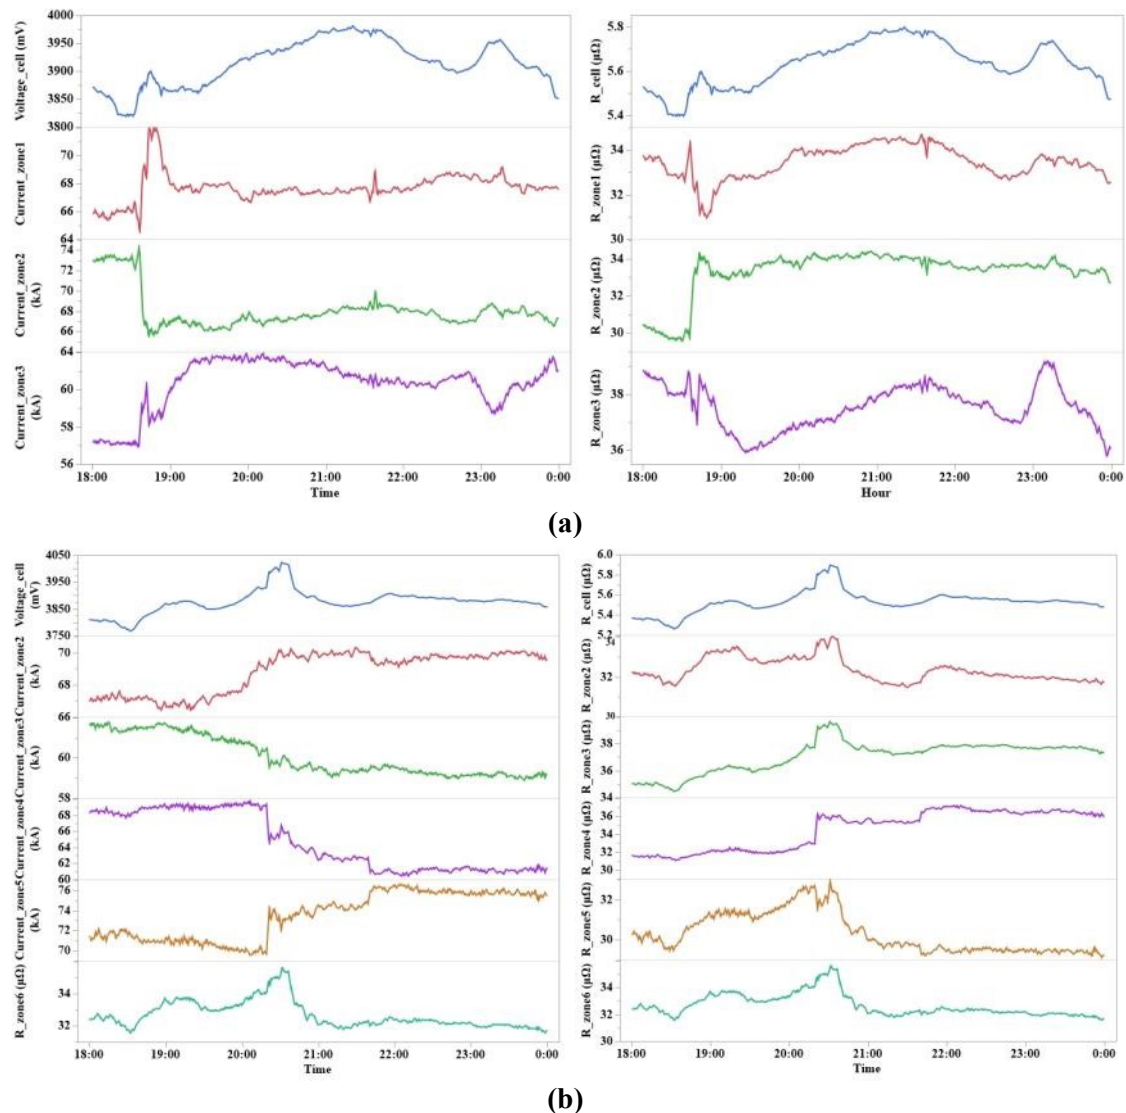 Voltage_cell (mV)
4000
3950
3900
3850
3800
Current_zone1
70
68
66
64
Current_zone2
(kA)
74
72
70
68
66
64
Current_zone3
(kA)
60
57
56
18:00 19:00 20:00 21:00 22:00 23:00 0:00
Time
R_cell (μΩ)
5.8
5.6
5.4
R_zone1 (μΩ)
34
32
30
R_zone2 (μΩ)
34
32
30
R_zone3 (μΩ)
38
36
18:00 19:00 20:00 21:00 22:00 23:00 0:00
Hour
(a)
Voltage_cell
(mV)
4050
3950
3850
3750
Current_zone2
(kA)
70
68
66
Current_zone3
(kA)
60
58
Current_zone4
(kA)
68
66
64
62
60
Current_zone5
(kA)
76
74
72
70
R_zone6 (μΩ)
34
32
18:00 19:00 20:00 21:00 22:00 23:00 0:00
Time
R_cell (μΩ)
6.0
5.8
5.6
5.4
5.2
R_zone2 (μΩ)
34
32
30
R_zone3 (μΩ)
38
36
34
R_zone4 (μΩ)
36
32
30
R_zone5 (μΩ)
32
30
R_zone6 (μΩ)
34
32
30
18:00 19:00 20:00 21:00 22:00 23:00 0:00
Time
(b)